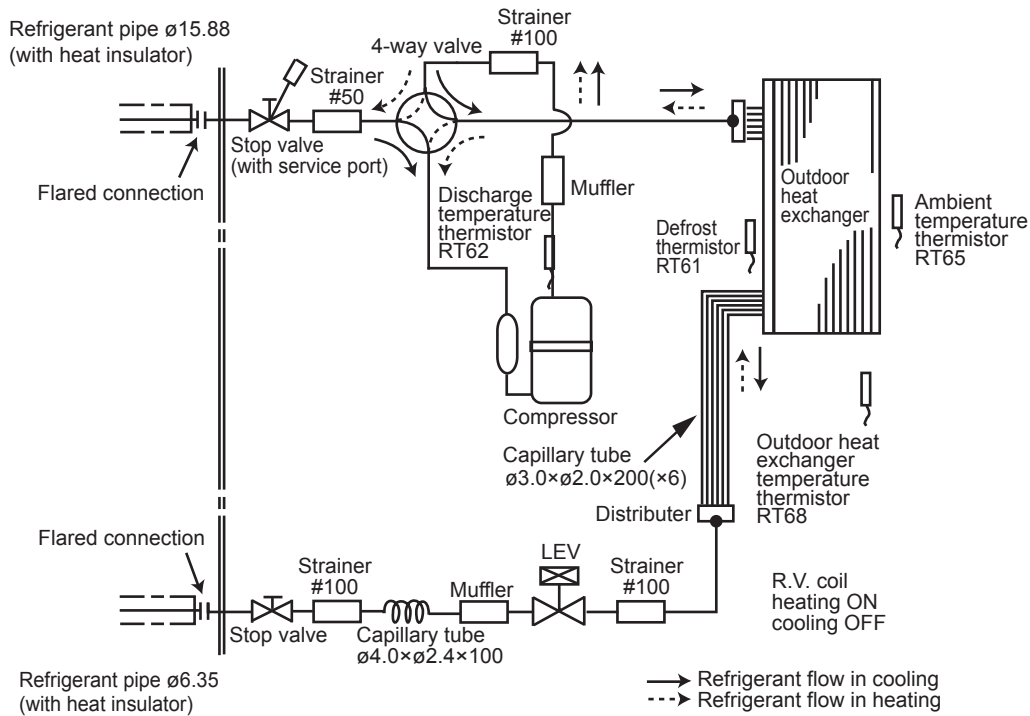 Refrigerant pipe ø15.88
(with heat insulator)
4-way valve
Strainer
#100
Strainer
#50
Stop valve
(with service port)
Flared connection
Discharge
temperature
thermistor
RT62
Muffler
Outdoor
heat
exchanger
Defrost
thermistor
RT61
Ambient
temperature
thermistor
RT65
Compressor
Capillary tube
ø3.0×ø2.0×200(×6)
Outdoor heat
exchanger
temperature
thermistor
RT68
Distributer
Flared connection
Strainer
#100
Muffler
LEV
Strainer
#100
Stop valve
Capillary tube
ø4.0×ø2.4×100
R.V. coil
heating ON
cooling OFF
Refrigerant pipe ø6.35
(with heat insulator)
Refrigerant flow in cooling
Refrigerant flow in heating